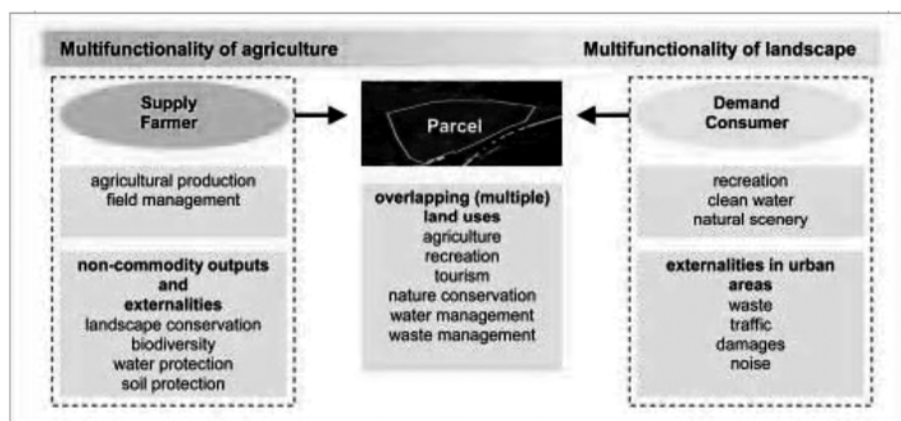 Multifunctionality of agriculture
Multifunctionality of landscape
Supply
Farmer
agricultural production
field management
non-commodity outputs
and
externalities
landscape conservation
biodiversity
water protection
soil protection
Parcel
overlapping (multiple)
land uses
agriculture
recreation
tourism
nature conservation
water management
waste management
Demand
Consumer
recreation
clean water
natural scenery
externalities in urban
areas
waste
traffic
damages
noise